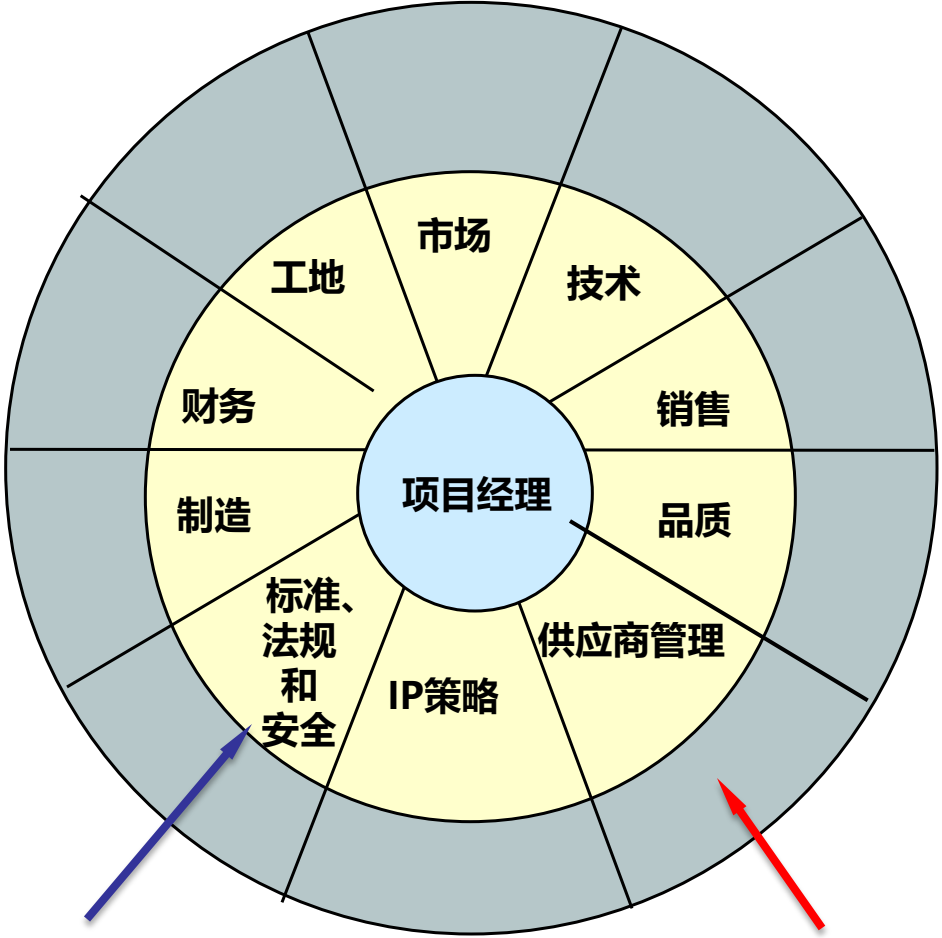 市场
工地
技术
财务
销售
项目经理
制造
品质
标准、
法规
和
安全
供应商管理
IP策略